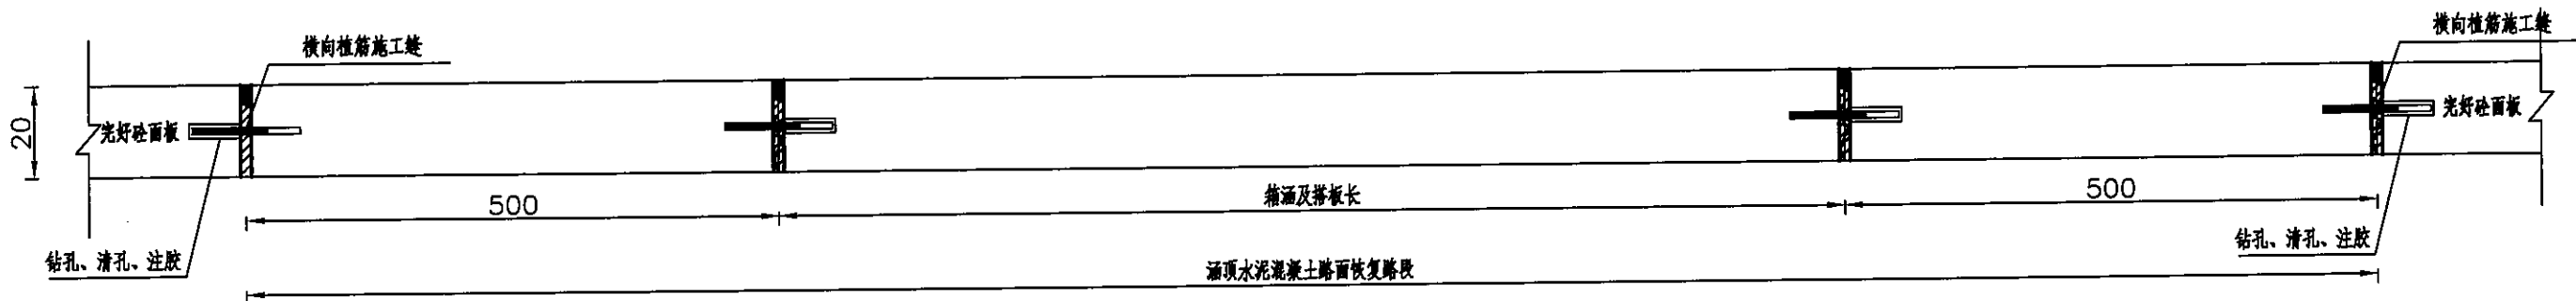 横向植筋施工缝
横向植筋施工缝
20
完好砼面板
完好砼面板
500
箱涵及搭板长
500
钻孔、清孔、注胶
钻孔、清孔、注胶
涵顶水泥混凝土路面恢复路段